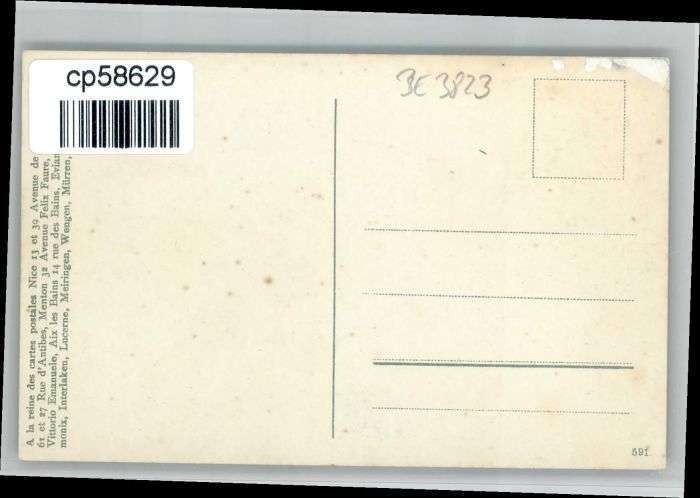 cp58629
BE 3823
A la reine des cartes postales Nice 13 et 39 Avenue de
61 et 27 Rue d'Antibes, Menton 32 Avenue Felix Faure,
Vittorio Emanuele, Aix les Bains 14 rue des Bains, Evian
monix, Interlaken, Lucerne, Meiringen, Wengen, Mürren,
591